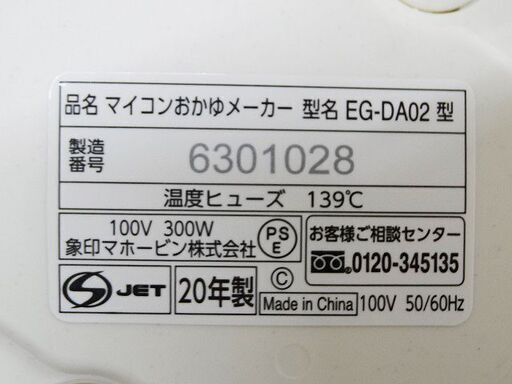 品名 マイコンおかゆメーカー 型名 EG-DA02 型
製造番号 6301028
温度ヒューズ 139℃
100V 300W
象印マホービン株式会社
PSE
お客様ご相談センター
0120-345135
S JET
20年製
Ⓒ
Made in China
100V 50/60Hz